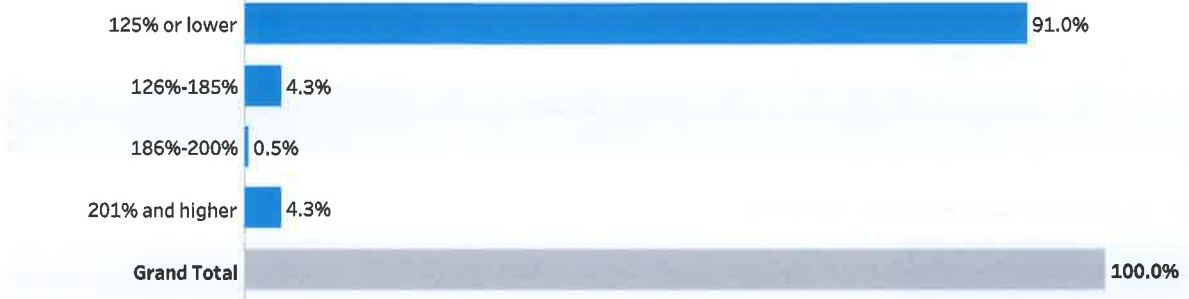 125% or lower 91.0%
126%-185% 4.3%
186%-200% 0.5%
201% and higher 4.3%
Grand Total 100.0%